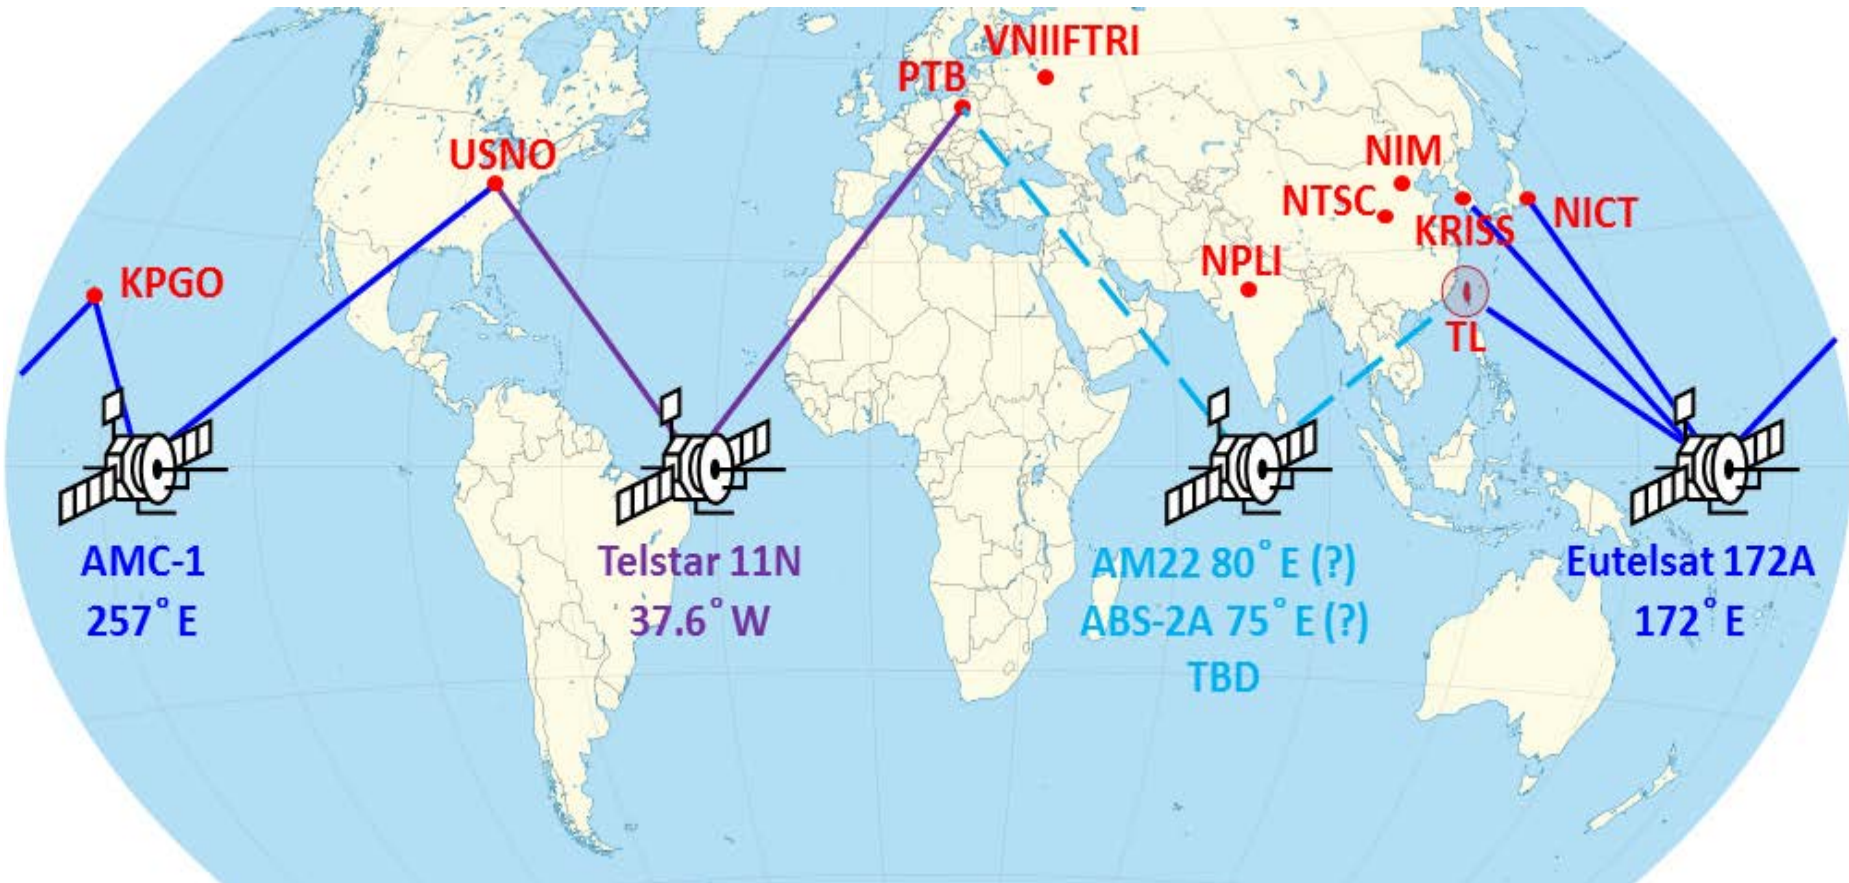 VNIIFTRI
PTB
USNO
NIM
NTSC
KRISS
NICT
NPLI
KPGO
TL
AMC-1
257° E
Telstar 11N
37.6° W
AM22 80° E (?)
ABS-2A 75° E (?)
TBD
Eutelsat 172A
172° E